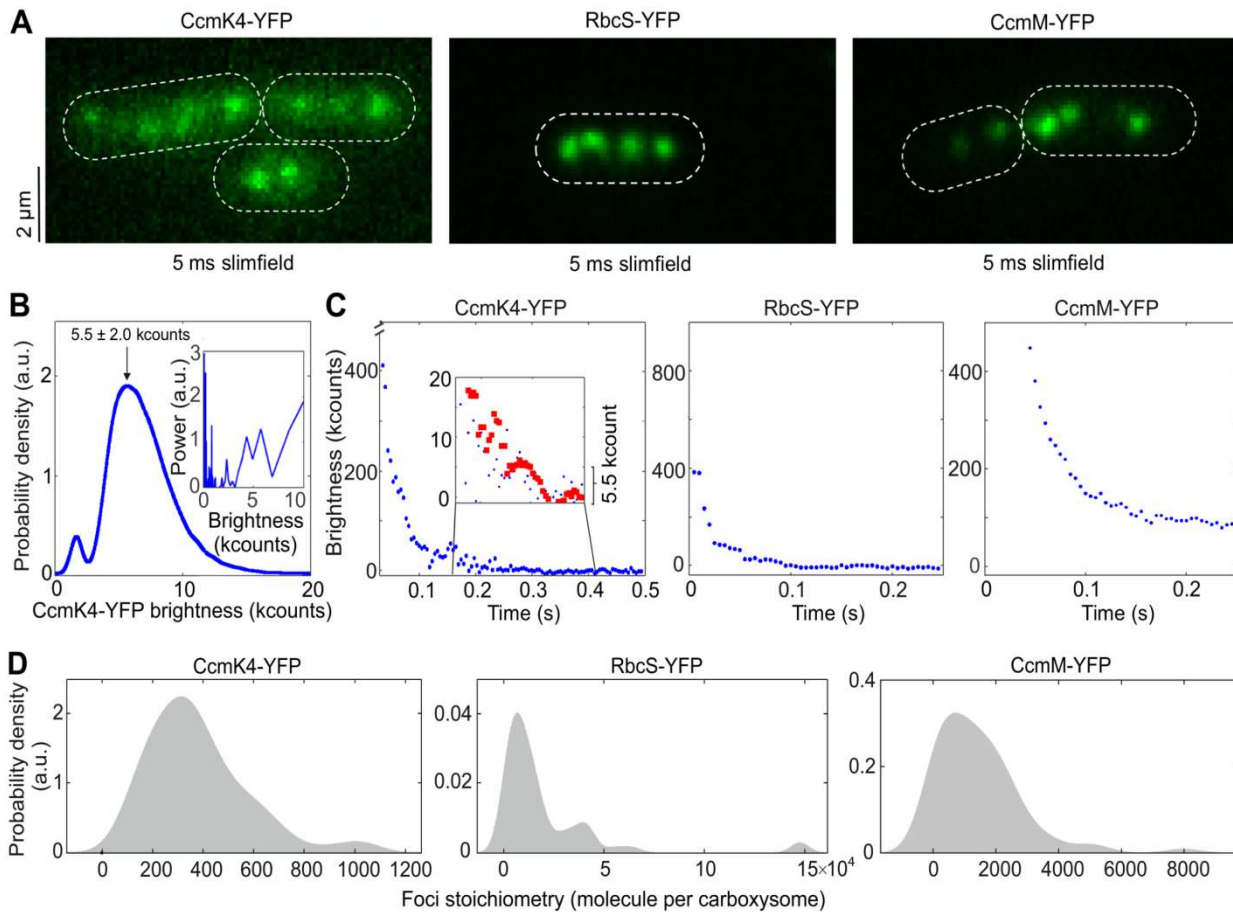 A
CcmK4-YFP
RbcS-YFP
CcmM-YFP
2 µm
5 ms slimfield
5 ms slimfield
5 ms slimfield
B
5.5 ± 2.0 kcounts
Probability density (a.u.)
2
1
0
0
10
20
CcmK4-YFP brightness (kcounts)
Power (a.u.)
3
2
1
0
0
5
10
Brightness
(kcounts)
C
CcmK4-YFP
Brightness (kcounts)
400
200
0
0.1 0.2 0.3 0.4 0.5
Time (s)
20
10
0
5.5 kcount
RbcS-YFP
800
400
0
0 0.1 0.2
Time (s)
CcmM-YFP
400
200
0
0 0.1 0.2
Time (s)
D
CcmK4-YFP
Probability density
(a.u.)
2
1
0
0 200 400 600 800 1000 1200
RbcS-YFP
0.04
0.02
0
0 5 10 15×10⁴
CcmM-YFP
0.4
0.2
0
0 2000 4000 6000 8000
Foci stoichiometry (molecule per carboxysome)